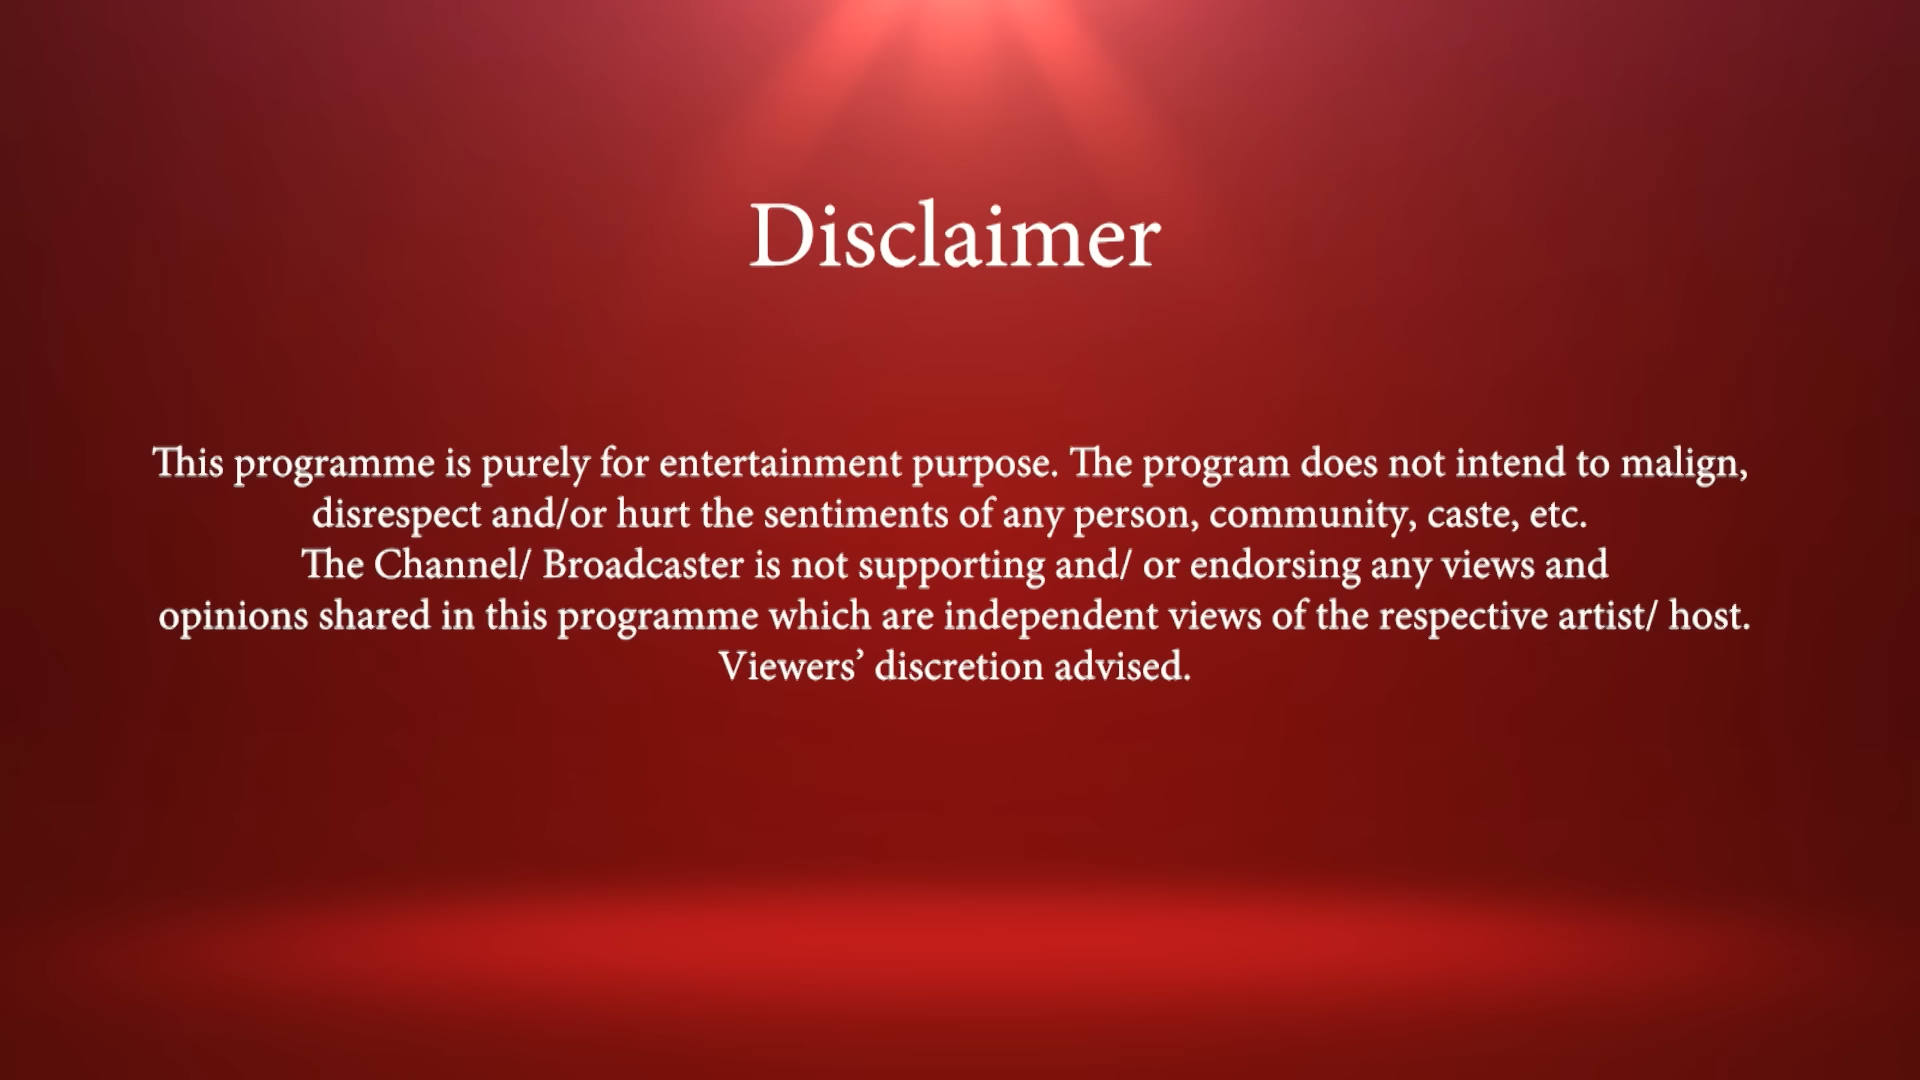 Disclaimer
This programme is purely for entertainment purpose. The program does not intend to malign,
disrespect and/or hurt the sentiments of any person, community, caste, etc.
The Channel/ Broadcaster is not supporting and/ or endorsing any views and
opinions shared in this programme which are independent views of the respective artist/ host.
Viewers’ discretion advised.